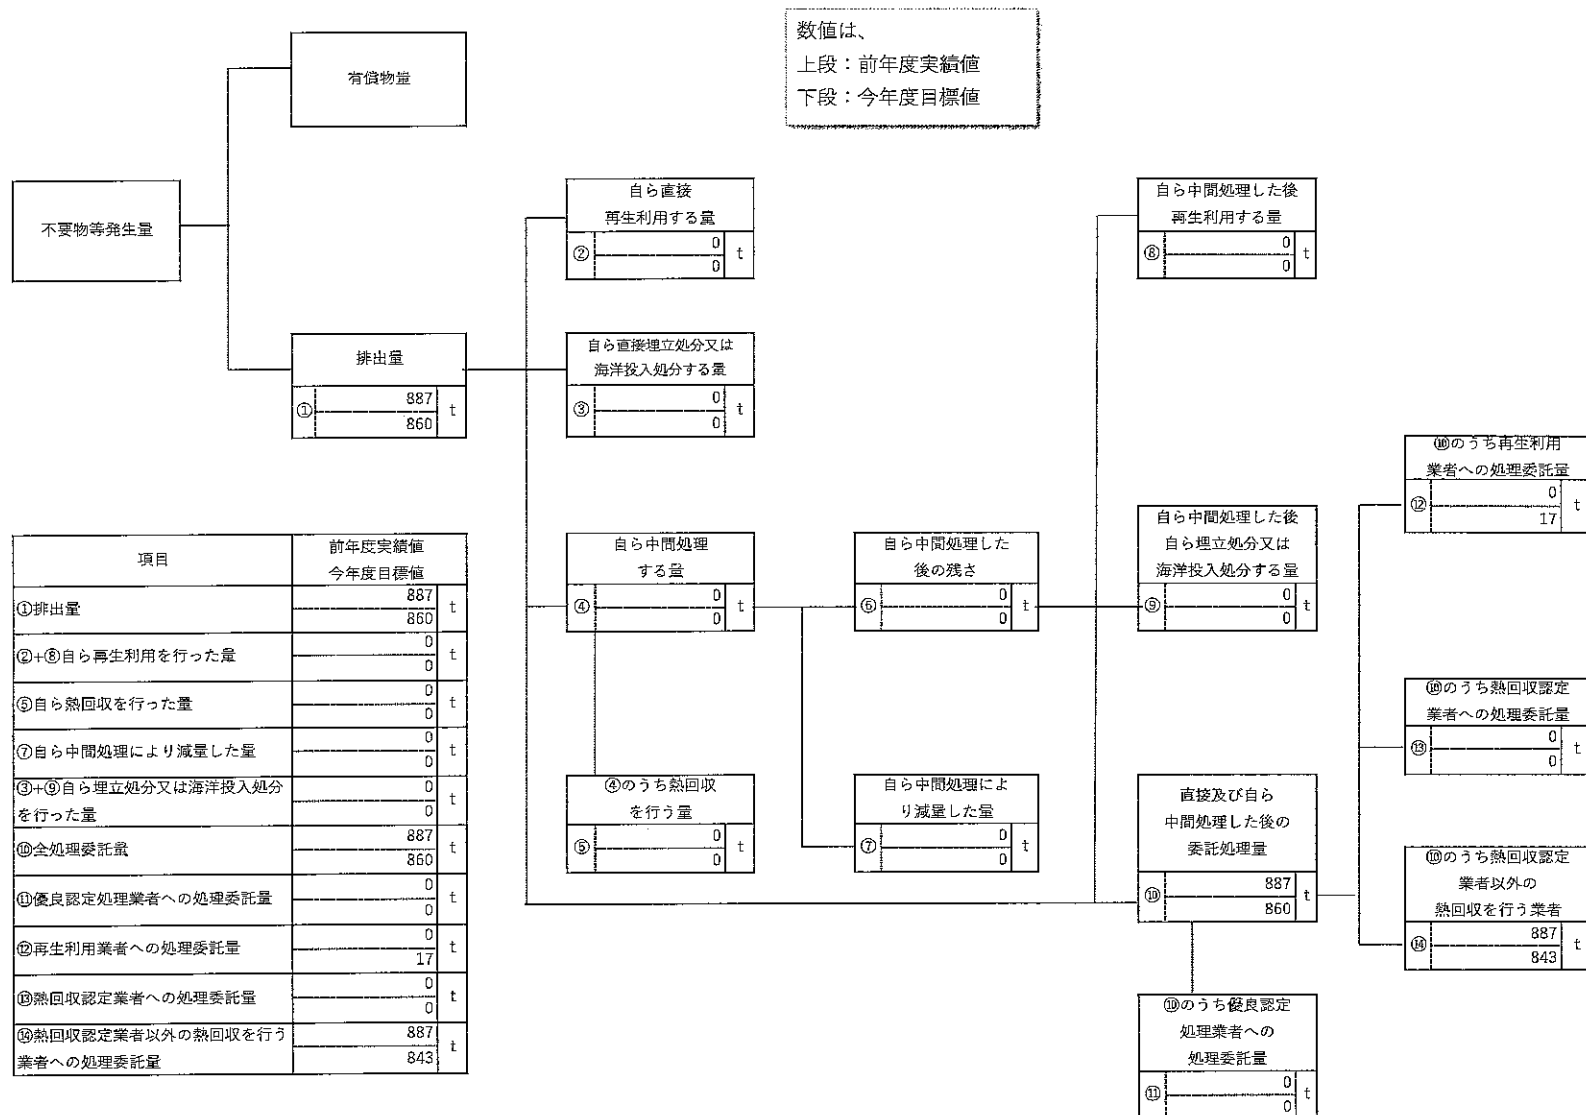 数値は、
上段：前年度実績値
下段：今年度目標値
有償物量
不要物等発生量
排出量
①
887
860
t
自ら直接
再生利用する量
②
0
0
t
自ら直接埋立処分又は
海洋投入処分する量
③
0
0
t
自ら中間処理
する量
④
0
0
t
④のうち熱回収
を行う量
⑤
0
0
t
自ら中間処理した
後の残さ
⑥
0
0
t
自ら中間処理によ
り減量した量
⑦
0
0
t
自ら中間処理した後
再生利用する量
⑧
0
0
t
自ら中間処理した後
自ら埋立処分又は
海洋投入処分する量
⑨
0
0
t
直接及び自ら
中間処理した後の
委託処理量
⑩
887
860
t
⑩のうち優良認定
処理業者への
処理委託量
⑪
0
0
t
⑩のうち再生利用
業者への処理委託量
⑫
0
17
t
⑩のうち熱回収認定
業者への処理委託量
⑬
0
0
t
⑩のうち熱回収認定
業者以外の
熱回収を行う業者
⑭
887
843
t
項目
前年度実績値
今年度目標値
①排出量
887
860
t
②+⑧自ら再生利用を行った量
0
0
t
⑤自ら熱回収を行った量
0
0
t
⑦自ら中間処理により減量した量
0
0
t
③+⑨自ら埋立処分又は海洋投入処分
を行った量
0
0
t
⑩全処理委託量
887
860
t
⑪優良認定処理業者への処理委託量
0
0
t
⑫再生利用業者への処理委託量
0
17
t
⑬熱回収認定業者への処理委託量
0
0
t
⑭熱回収認定業者以外の熱回収を行う
業者への処理委託量
887
843
t